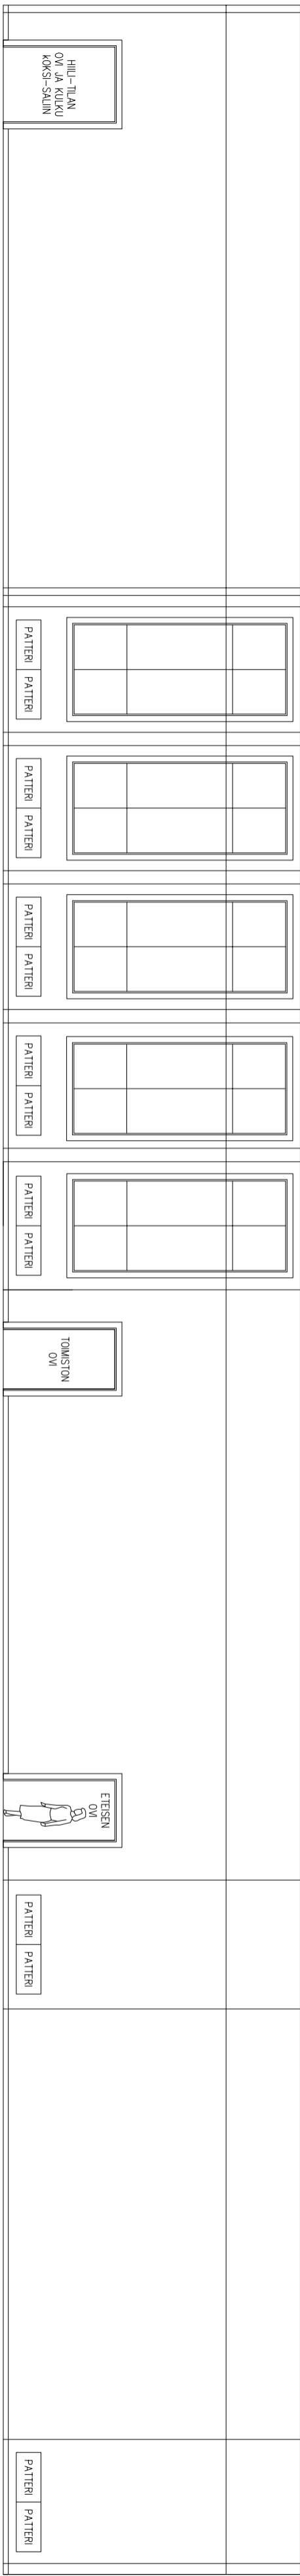 HIILI-TILAN
OVI JA KULKU
KOKSI-SALIIN
PATTERI PATTERI
PATTERI PATTERI
PATTERI PATTERI
PATTERI PATTERI
PATTERI PATTERI
TOIMISTON
OVI
ETEISEN
OVI
PATTERI PATTERI
PATTERI PATTERI